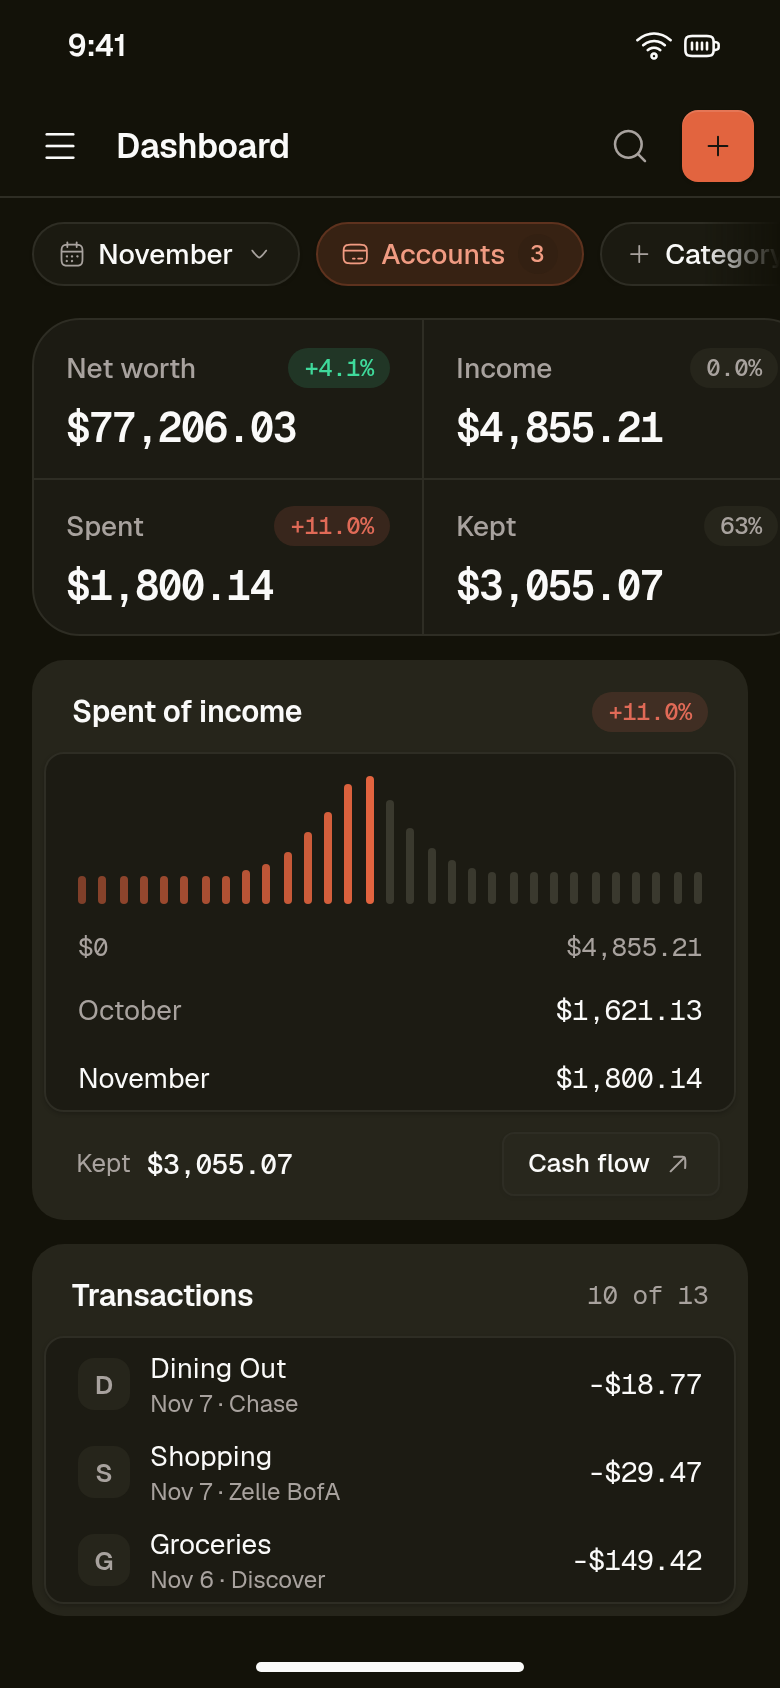 9:41
Dashboard
November
Accounts 3
Category
Net worth +4.1%
$77,206.03
Income 0.0%
$4,855.21
Spent +11.0%
$1,800.14
Kept 63%
$3,055.07
Spent of income +11.0%
$0 $4,855.21
October $1,621.13
November $1,800.14
Kept $3,055.07 Cash flow
Transactions 10 of 13
D Dining Out -$18.77
Nov 7 · Chase
S Shopping -$29.47
Nov 7 · Zelle BofA
G Groceries -$149.42
Nov 6 · Discover